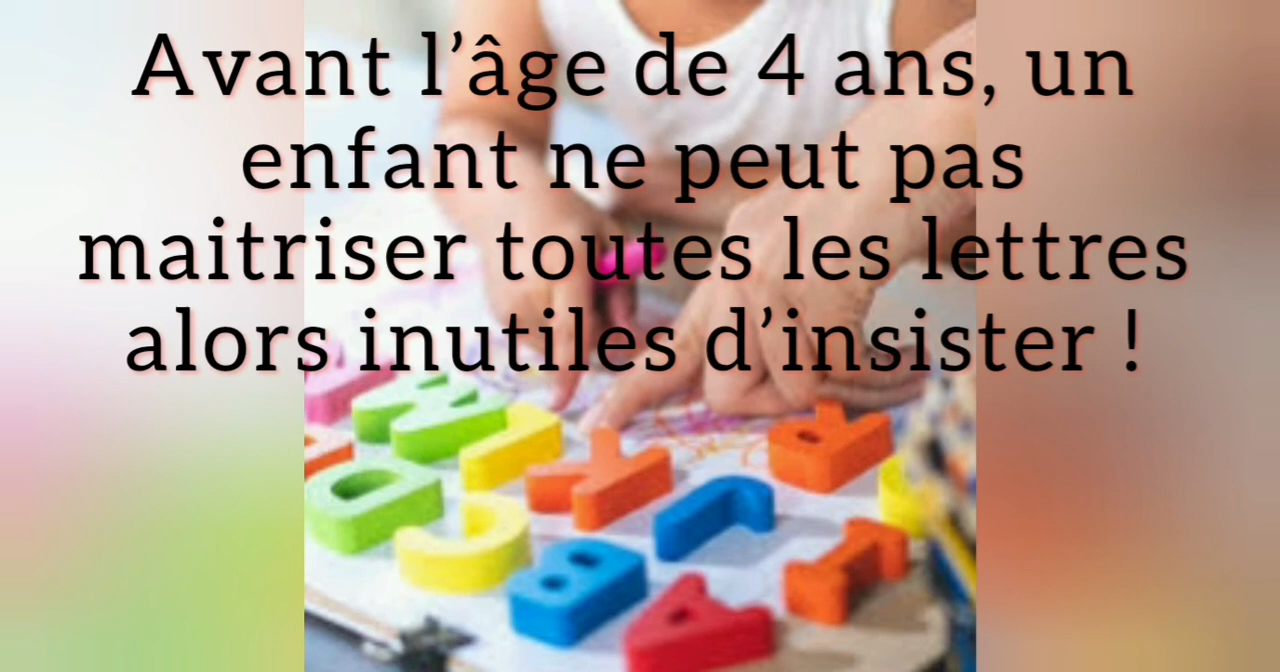 Avant l’âge de 4 ans, un
enfant ne peut pas
maitriser toutes les lettres
alors inutiles d’insister !